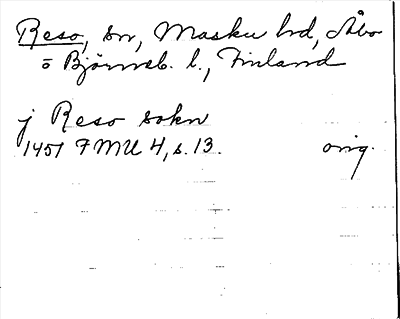 Reso, sn, Masku hd, Åbo
o Björneb. l., Finland
j Reso sokn
1451 FMU 4, s. 13. orig.